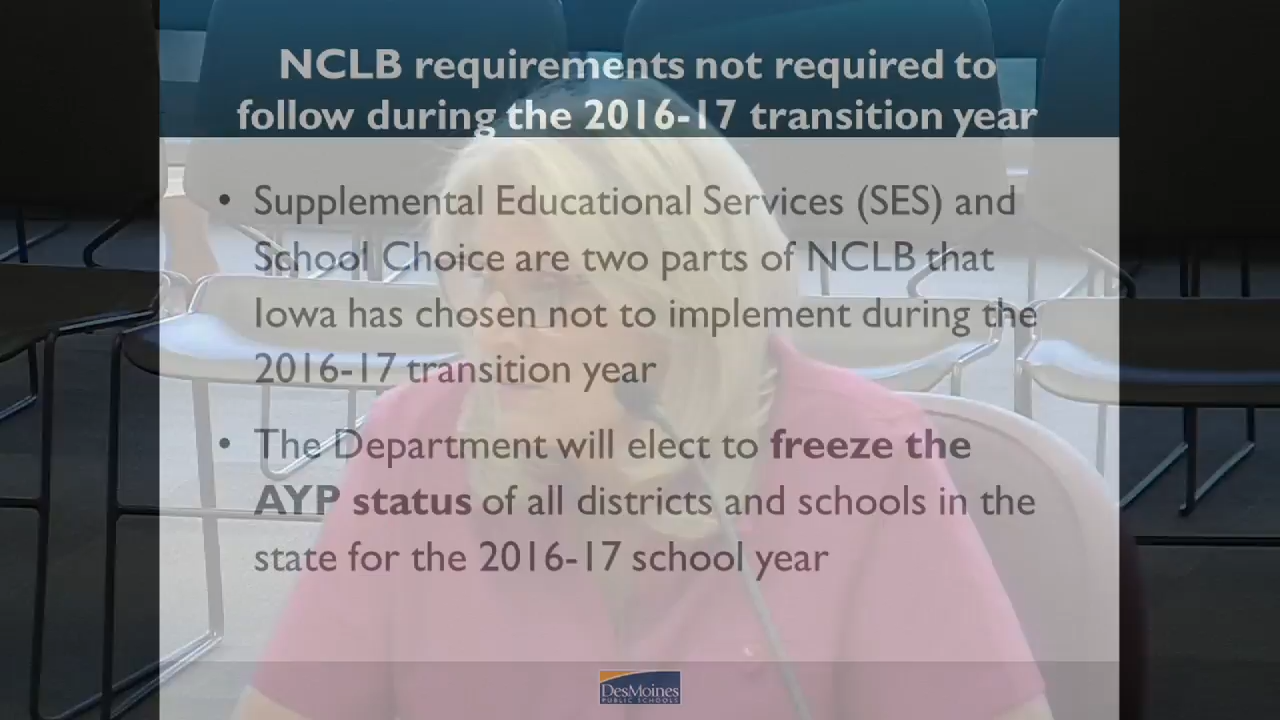 NCLB requirements not required to
follow during the 2016-17 transition year
• Supplemental Educational Services (SES) and
School Choice are two parts of NCLB that
Iowa has chosen not to implement during the
2016-17 transition year
• The Department will elect to freeze the
AYP status of all districts and schools in the
state for the 2016-17 school year
DesMoines
PUBLIC SCHOOLS